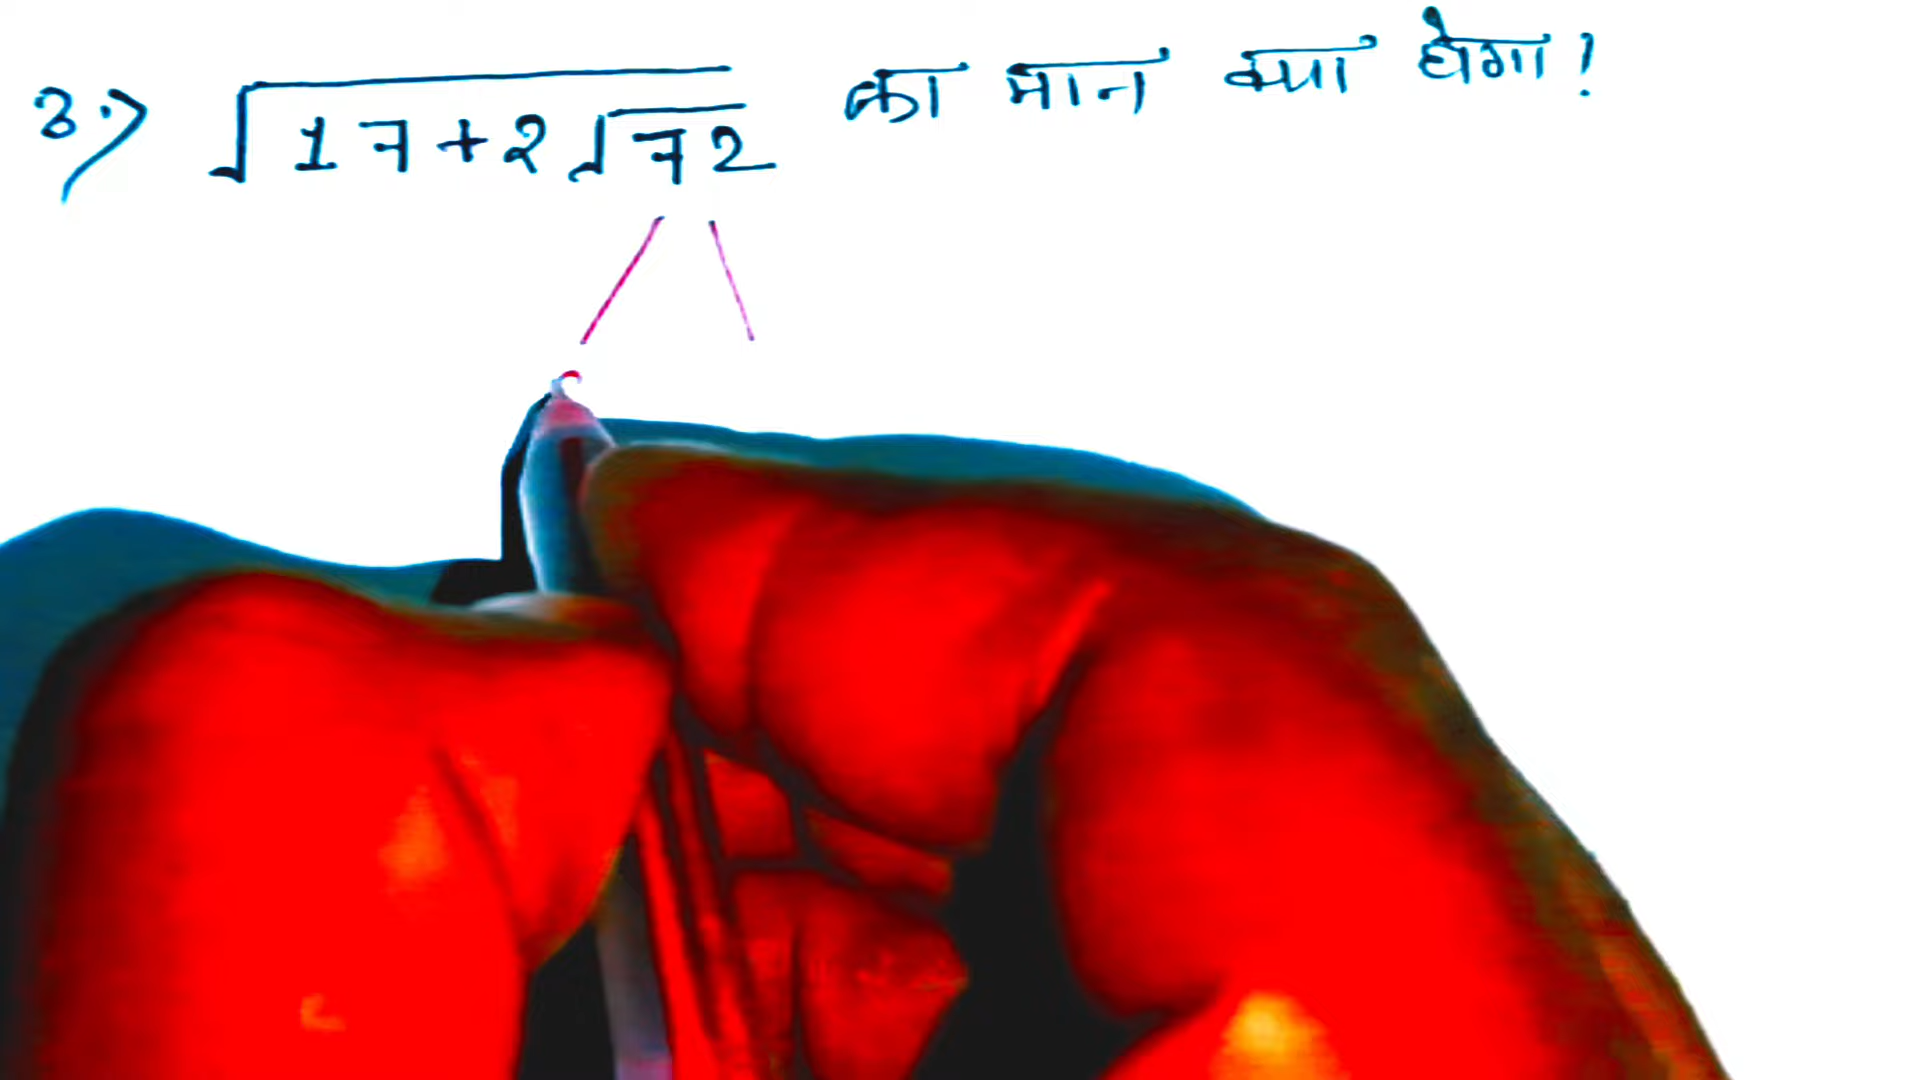 3.) √17+2√72 का मान क्या होगा !